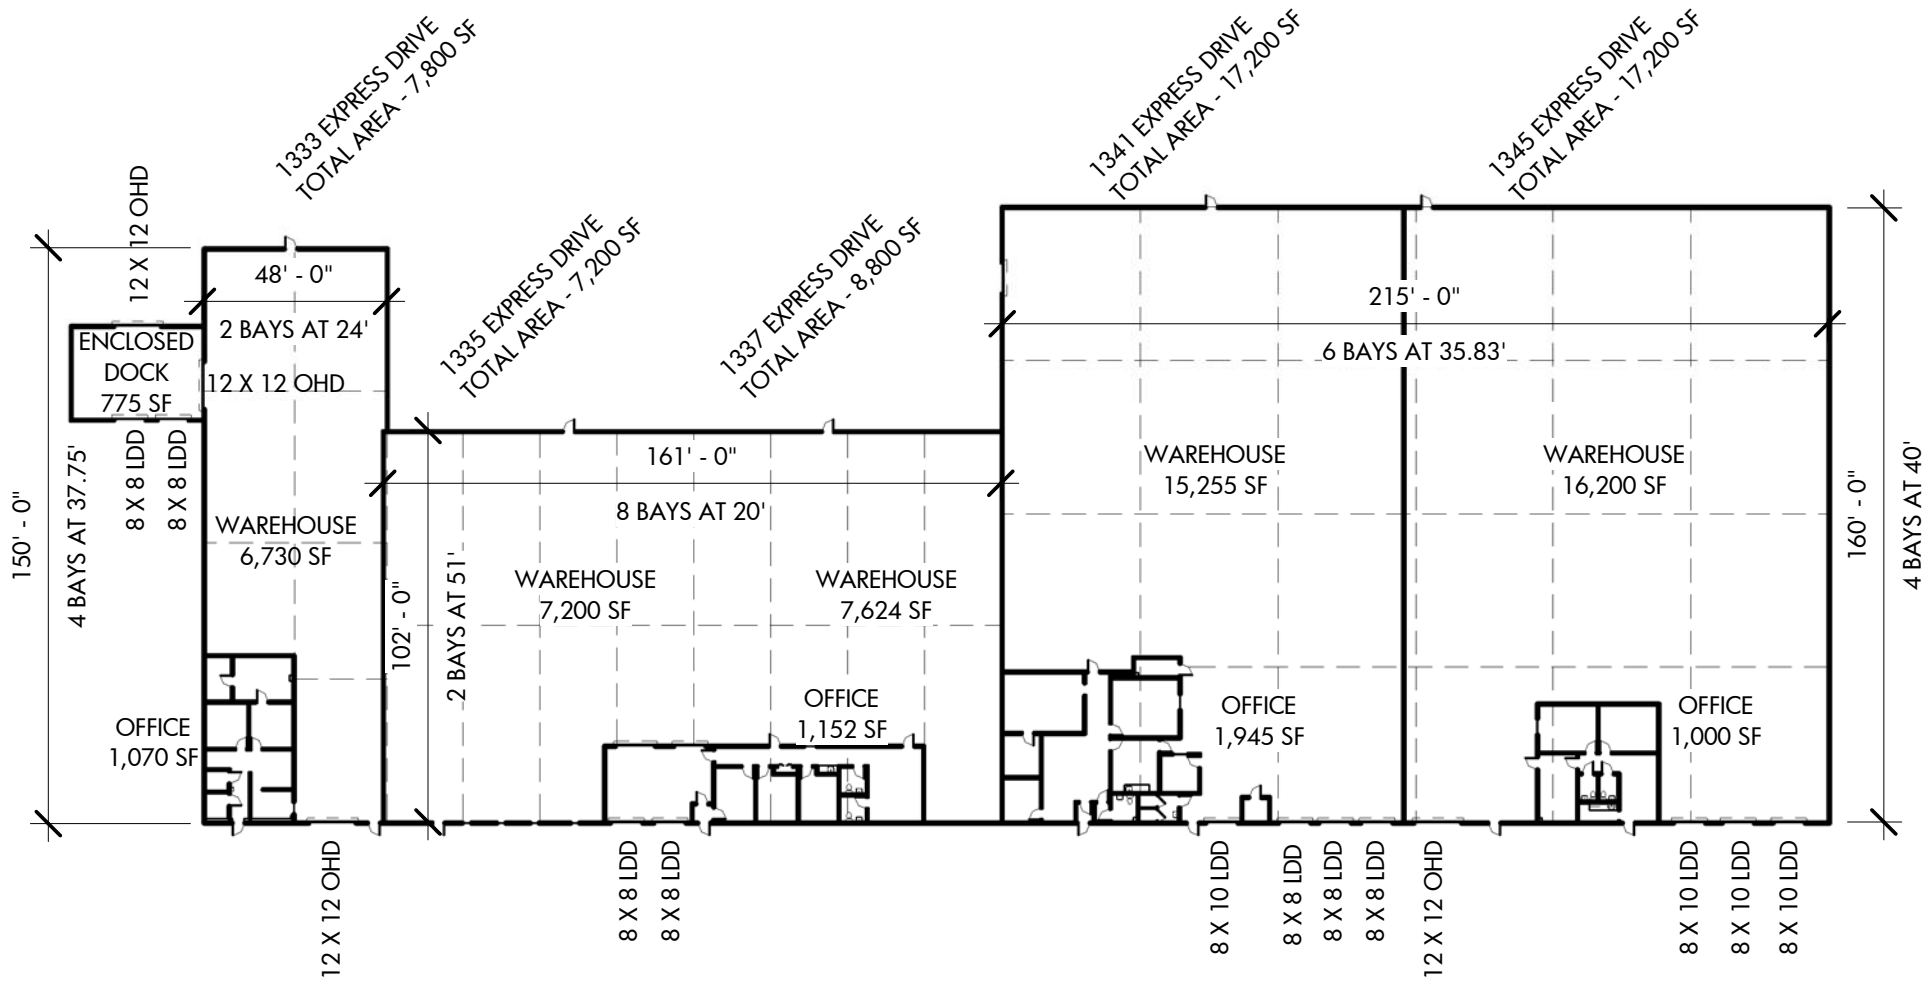 1333 EXPRESS DRIVE
TOTAL AREA - 7,800 SF
1335 EXPRESS DRIVE
TOTAL AREA - 7,200 SF
1337 EXPRESS DRIVE
TOTAL AREA - 8,800 SF
1341 EXPRESS DRIVE
TOTAL AREA - 17,200 SF
1345 EXPRESS DRIVE
TOTAL AREA - 17,200 SF
12 X 12 OHD
48' - 0"
2 BAYS AT 24'
ENCLOSED
DOCK
775 SF
12 X 12 OHD
8 X 8 LDD
8 X 8 LDD
150' - 0"
4 BAYS AT 37.75'
WAREHOUSE
6,730 SF
OFFICE
1,070 SF
12 X 12 OHD
161' - 0"
8 BAYS AT 20'
102' - 0"
2 BAYS AT 51'
WAREHOUSE
7,200 SF
WAREHOUSE
7,624 SF
OFFICE
1,152 SF
8 X 8 LDD
8 X 8 LDD
215' - 0"
6 BAYS AT 35.83'
WAREHOUSE
15,255 SF
WAREHOUSE
16,200 SF
OFFICE
1,945 SF
OFFICE
1,000 SF
160' - 0"
4 BAYS AT 40'
8 X 10 LDD
8 X 8 LDD
8 X 8 LDD
8 X 8 LDD
12 X 12 OHD
8 X 10 LDD
8 X 10 LDD
8 X 10 LDD